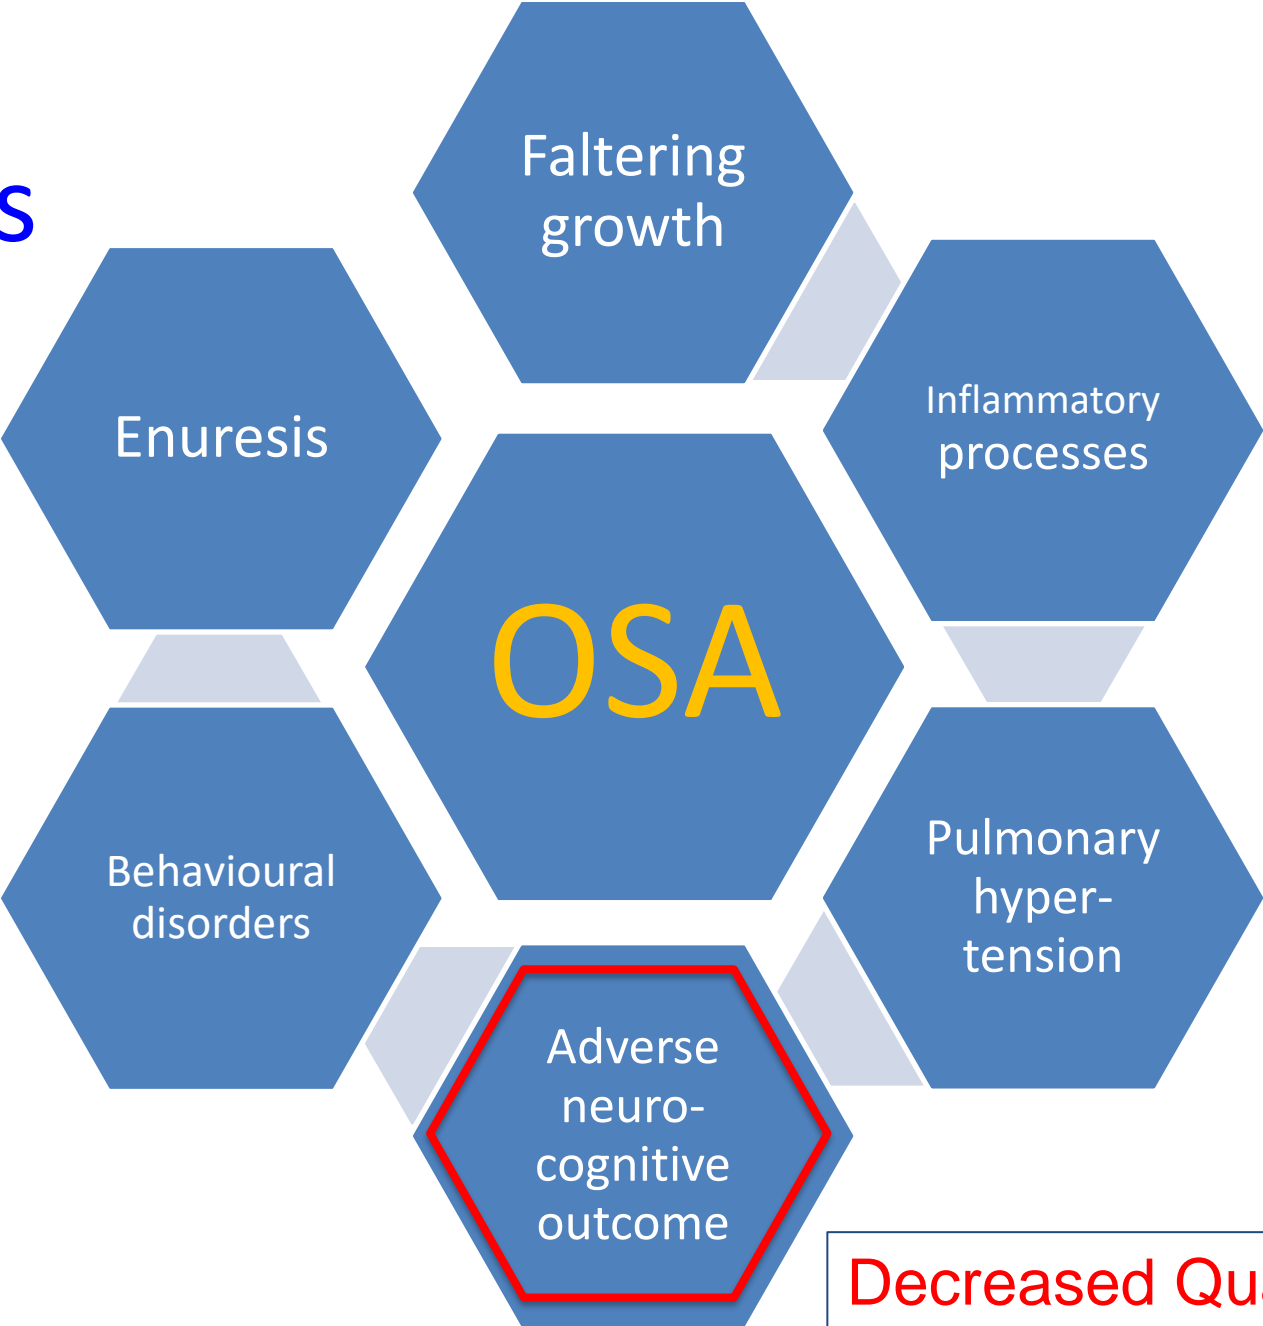 s
Faltering
growth
Enuresis
Inflammatory
processes
OSA
Behavioural
disorders
Pulmonary
hyper-
tension
Adverse
neuro-
cognitive
outcome
Decreased